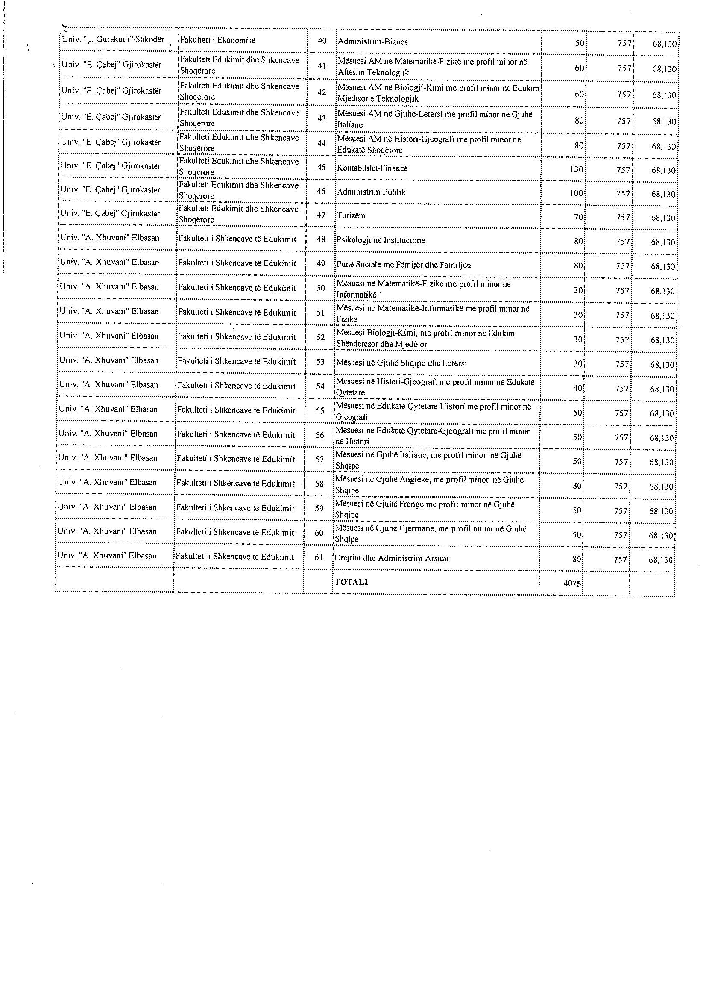 Univ. "L. Gurakuqi" Shkodër Fakulteti i Ekonomisë 40 Administrim-Biznes 50 757 68,130
Univ. "E. Çabej" Gjirokastër Fakulteti Edukimit dhe Shkencave Shoqërore 41 Mësuesi AM në Matematikë-Fizikë me profil minor në Aftësim Teknologjik 60 757 68,130
Univ. "E. Çabej" Gjirokastër Fakulteti Edukimit dhe Shkencave Shoqërore 42 Mësuesi AM në Biologji-Kimi me profil minor në Edukim Mjedisor e Teknologjik 60 757 68,130
Univ. "E. Çabej" Gjirokastër Fakulteti Edukimit dhe Shkencave Shoqërore 43 Mësuesi AM në Gjuhë-Letërsi me profil minor në Gjuhë Italiane 80 757 68,130
Univ. "E. Çabej" Gjirokastër Fakulteti Edukimit dhe Shkencave Shoqërore 44 Mësuesi AM në Histori-Gjeografi me profil minor në Edukatë Shoqërore 80 757 68,130
Univ. "E. Çabej" Gjirokastër Fakulteti Edukimit dhe Shkencave Shoqërore 45 Kontabilitet-Financë 130 757 68,130
Univ. "E. Çabej" Gjirokastër Fakulteti Edukimit dhe Shkencave Shoqërore 46 Administrim Publik 100 757 68,130
Univ. "E. Çabej" Gjirokastër Fakulteti Edukimit dhe Shkencave Shoqërore 47 Turizëm 70 757 68,130
Univ. "A. Xhuvani" Elbasan Fakulteti i Shkencave të Edukimit 48 Psikologji në Institucione 80 757 68,130
Univ. "A. Xhuvani" Elbasan Fakulteti i Shkencave të Edukimit 49 Punë Sociale me Fëmijët dhe Familjen 80 757 68,130
Univ. "A. Xhuvani" Elbasan Fakulteti i Shkencave të Edukimit 50 Mësuesi në Matematikë-Fizike me profil minor në Informatikë 30 757 68,130
Univ. "A. Xhuvani" Elbasan Fakulteti i Shkencave të Edukimit 51 Mësuesi në Matematikë-Informatikë me profil minor në Fizike 30 757 68,130
Univ. "A. Xhuvani" Elbasan Fakulteti i Shkencave të Edukimit 52 Mësuesi Biologji-Kimi, me profil minor në Edukim Shëndetesor dhe Mjedisor 30 757 68,130
Univ. "A. Xhuvani" Elbasan Fakulteti i Shkencave të Edukimit 53 Mësuesi në Gjuhë Shqipe dhe Letërsi 30 757 68,130
Univ. "A. Xhuvani" Elbasan Fakulteti i Shkencave të Edukimit 54 Mësuesi në Histori-Gjeografi me profil minor në Edukatë Qytetare 40 757 68,130
Univ. "A. Xhuvani" Elbasan Fakulteti i Shkencave të Edukimit 55 Mësuesi në Edukatë Qytetare-Histori me profil minor në Gjeografi 50 757 68,130
Univ. "A. Xhuvani" Elbasan Fakulteti i Shkencave të Edukimit 56 Mësuesi në Edukatë Qytetare-Gjeografi me profil minor në Histori 50 757 68,130
Univ. "A. Xhuvani" Elbasan Fakulteti i Shkencave të Edukimit 57 Mësuesi në Gjuhë Italiane, me profil minor në Gjuhë Shqipe 50 757 68,130
Univ. "A. Xhuvani" Elbasan Fakulteti i Shkencave të Edukimit 58 Mësuesi në Gjuhë Angleze, me profil minor në Gjuhë Shqipe 80 757 68,130
Univ. "A. Xhuvani" Elbasan Fakulteti i Shkencave të Edukimit 59 Mësuesi në Gjuhë Frenge me profil minor në Gjuhë Shqipe 50 757 68,130
Univ. "A. Xhuvani" Elbasan Fakulteti i Shkencave të Edukimit 60 Mësuesi në Gjuhë Gjermane, me profil minor në Gjuhë Shqipe 50 757 68,130
Univ. "A. Xhuvani" Elbasan Fakulteti i Shkencave të Edukimit 61 Drejtim dhe Administrim Arsimi 80 757 68,130
TOTALI 4075